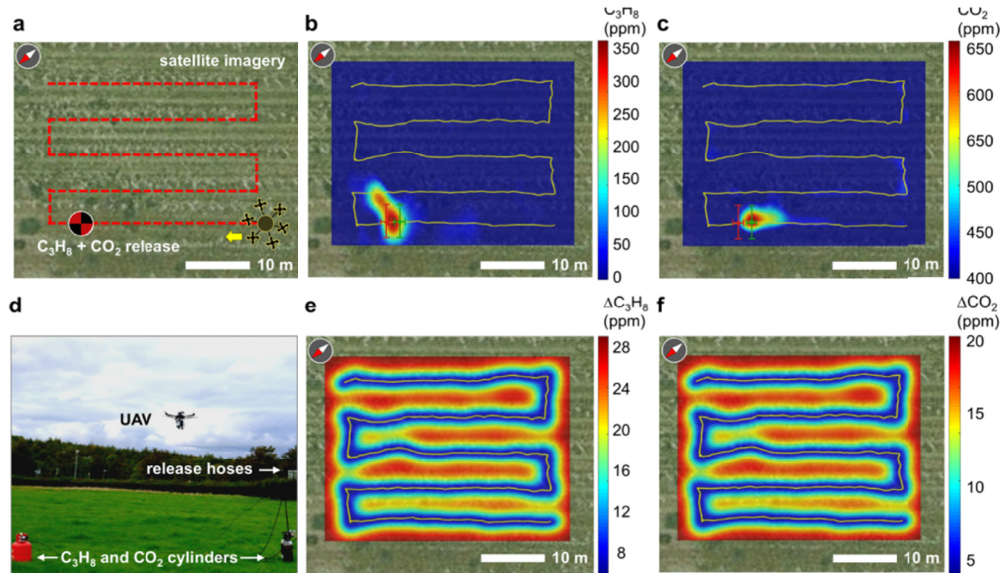 a
satellite imagery
C₃H₈ + CO₂ release
10 m
b
C₃H₈
(ppm)
350
300
250
200
150
100
50
0
10 m
c
CO₂
(ppm)
650
600
550
500
450
400
10 m
d
UAV
release hoses
C₃H₈ and CO₂ cylinders
e
ΔC₃H₈
(ppm)
28
24
20
16
12
8
10 m
f
ΔCO₂
(ppm)
20
15
10
5
10 m